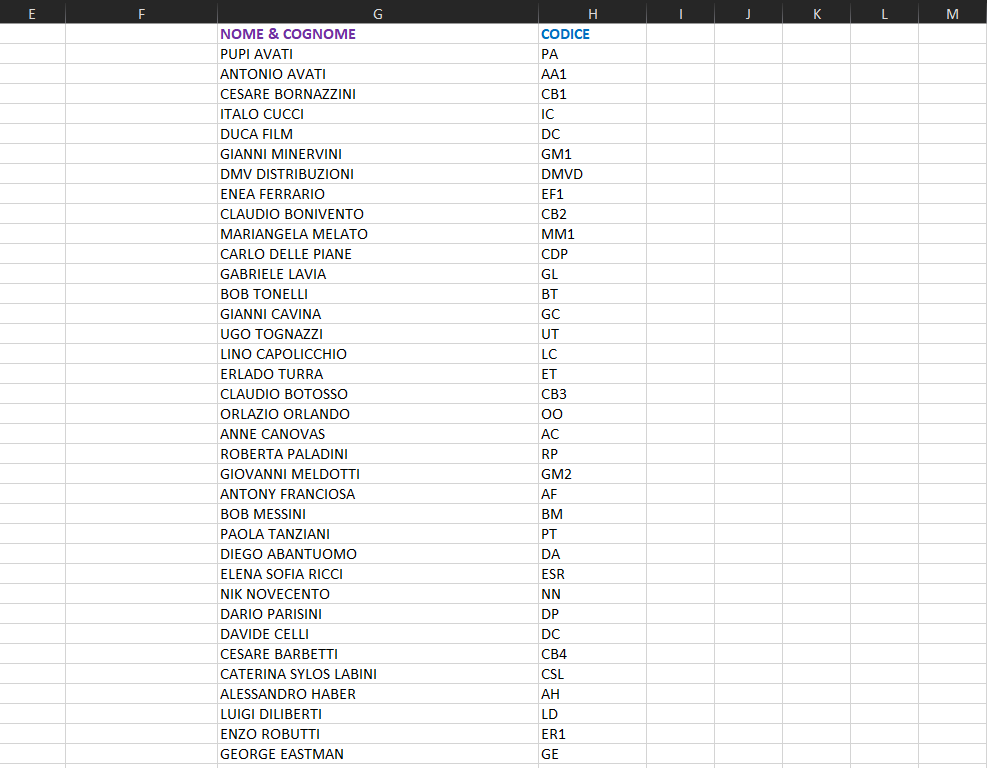 E F G H I J K L M
NOME & COGNOME CODICE
PUPI AVATI PA
ANTONIO AVATI AA1
CESARE BORNAZZINI CB1
ITALO CUCCI IC
DUCA FILM DC
GIANNI MINERVINI GM1
DMV DISTRIBUZIONI DMVD
ENEA FERRARIO EF1
CLAUDIO BONIVENTO CB2
MARIANGELA MELATO MM1
CARLO DELLE PIANE CDP
GABRIELE LAVIA GL
BOB TONELLI BT
GIANNI CAVINA GC
UGO TOGNAZZI UT
LINO CAPOLICCHIO LC
ERLADO TURRA ET
CLAUDIO BOTOSSO CB3
ORLAZIO ORLANDO OO
ANNE CANOVAS AC
ROBERTA PALADINI RP
GIOVANNI MELDOTTI GM2
ANTONY FRANCIOSA AF
BOB MESSINI BM
PAOLA TANZIANI PT
DIEGO ABANTUOMO DA
ELENA SOFIA RICCI ESR
NIK NOVECENTO NN
DARIO PARISINI DP
DAVIDE CELLI DC
CESARE BARBETTI CB4
CATERINA SYLOS LABINI CSL
ALESSANDRO HABER AH
LUIGI DILIBERTI LD
ENZO ROBUTTI ER1
GEORGE EASTMAN GE